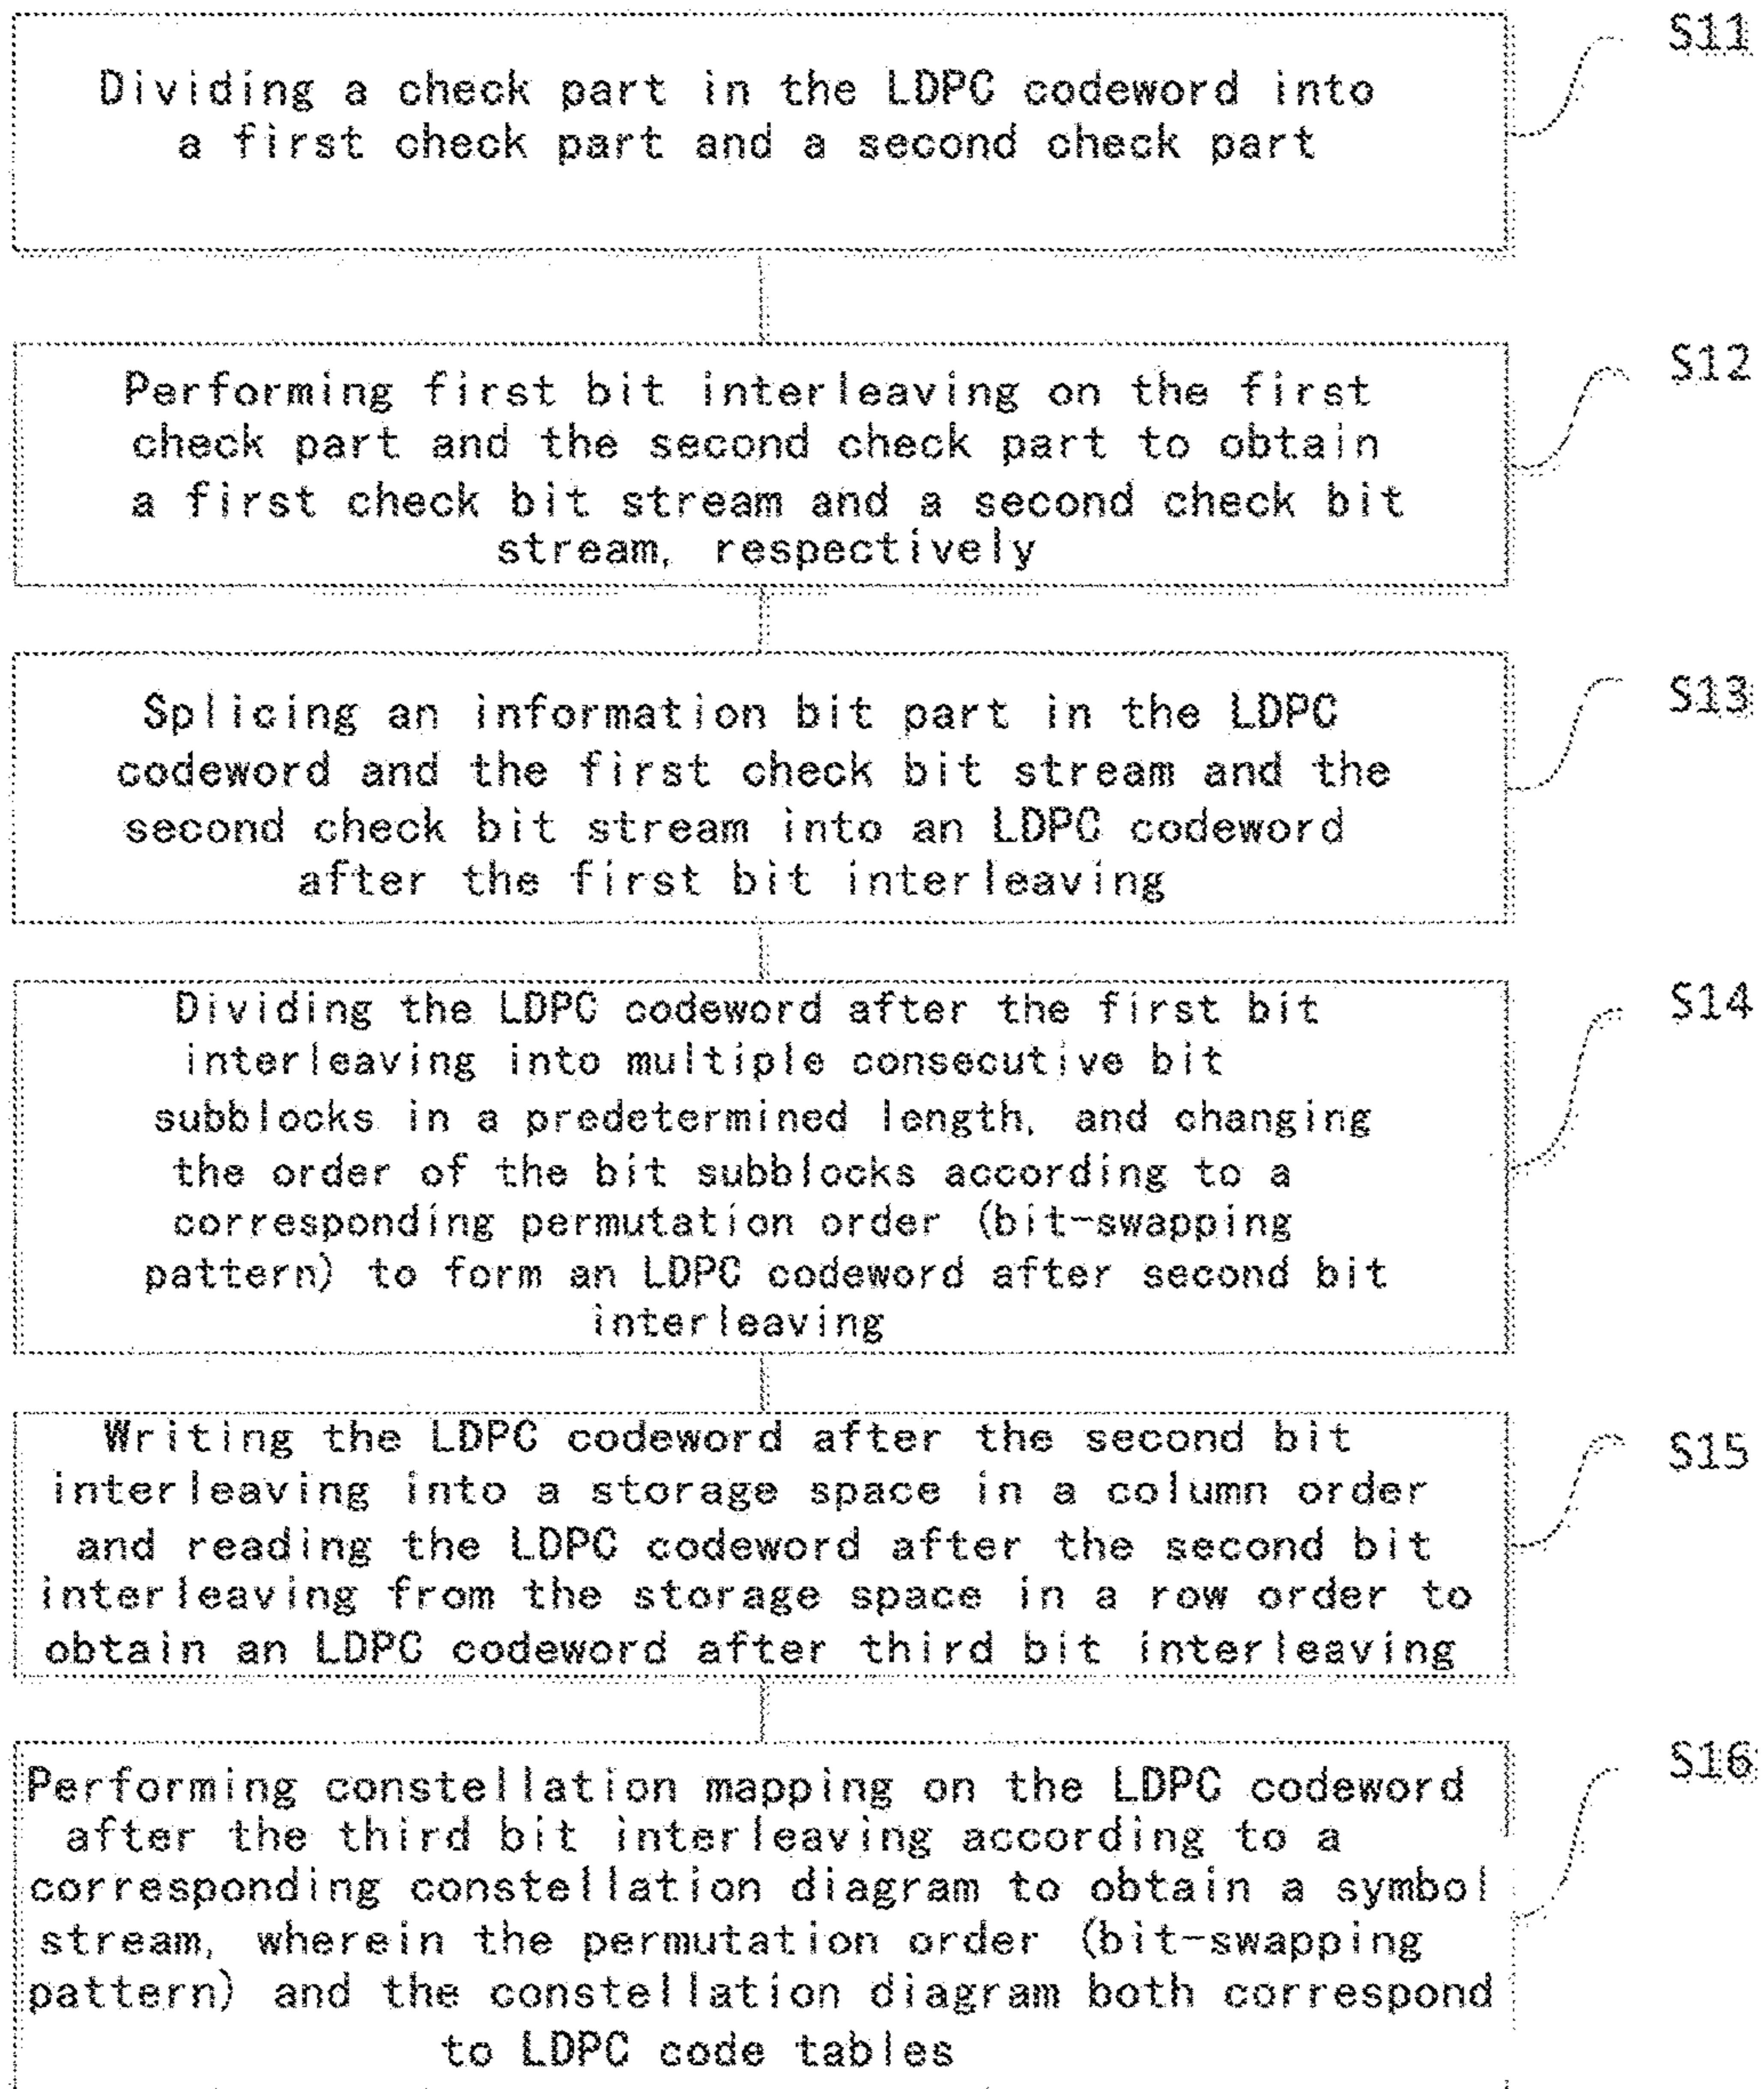 S11
Dividing a check part in the LDPC codeword into
a first check part and a second check part
S12
Performing first bit interleaving on the first
check part and the second check part to obtain
a first check bit stream and a second check bit
stream, respectively
S13
Splicing an information bit part in the LDPC
codeword and the first check bit stream and the
second check bit stream into an LDPC codeword
after the first bit interleaving
S14
Dividing the LDPC codeword after the first bit
interleaving into multiple consecutive bit
subblocks in a predetermined length, and changing
the order of the bit subblocks according to a
corresponding permutation order (bit-swapping
pattern) to form an LDPC codeword after second bit
interleaving
S15
Writing the LDPC codeword after the second bit
interleaving into a storage space in a column order
and reading the LDPC codeword after the second bit
interleaving from the storage space in a row order to
obtain an LDPC codeword after third bit interleaving
S16
Performing constellation mapping on the LDPC codeword
after the third bit interleaving according to a
corresponding constellation diagram to obtain a symbol
stream, wherein the permutation order (bit-swapping
pattern) and the constellation diagram both correspond
to LDPC code tables